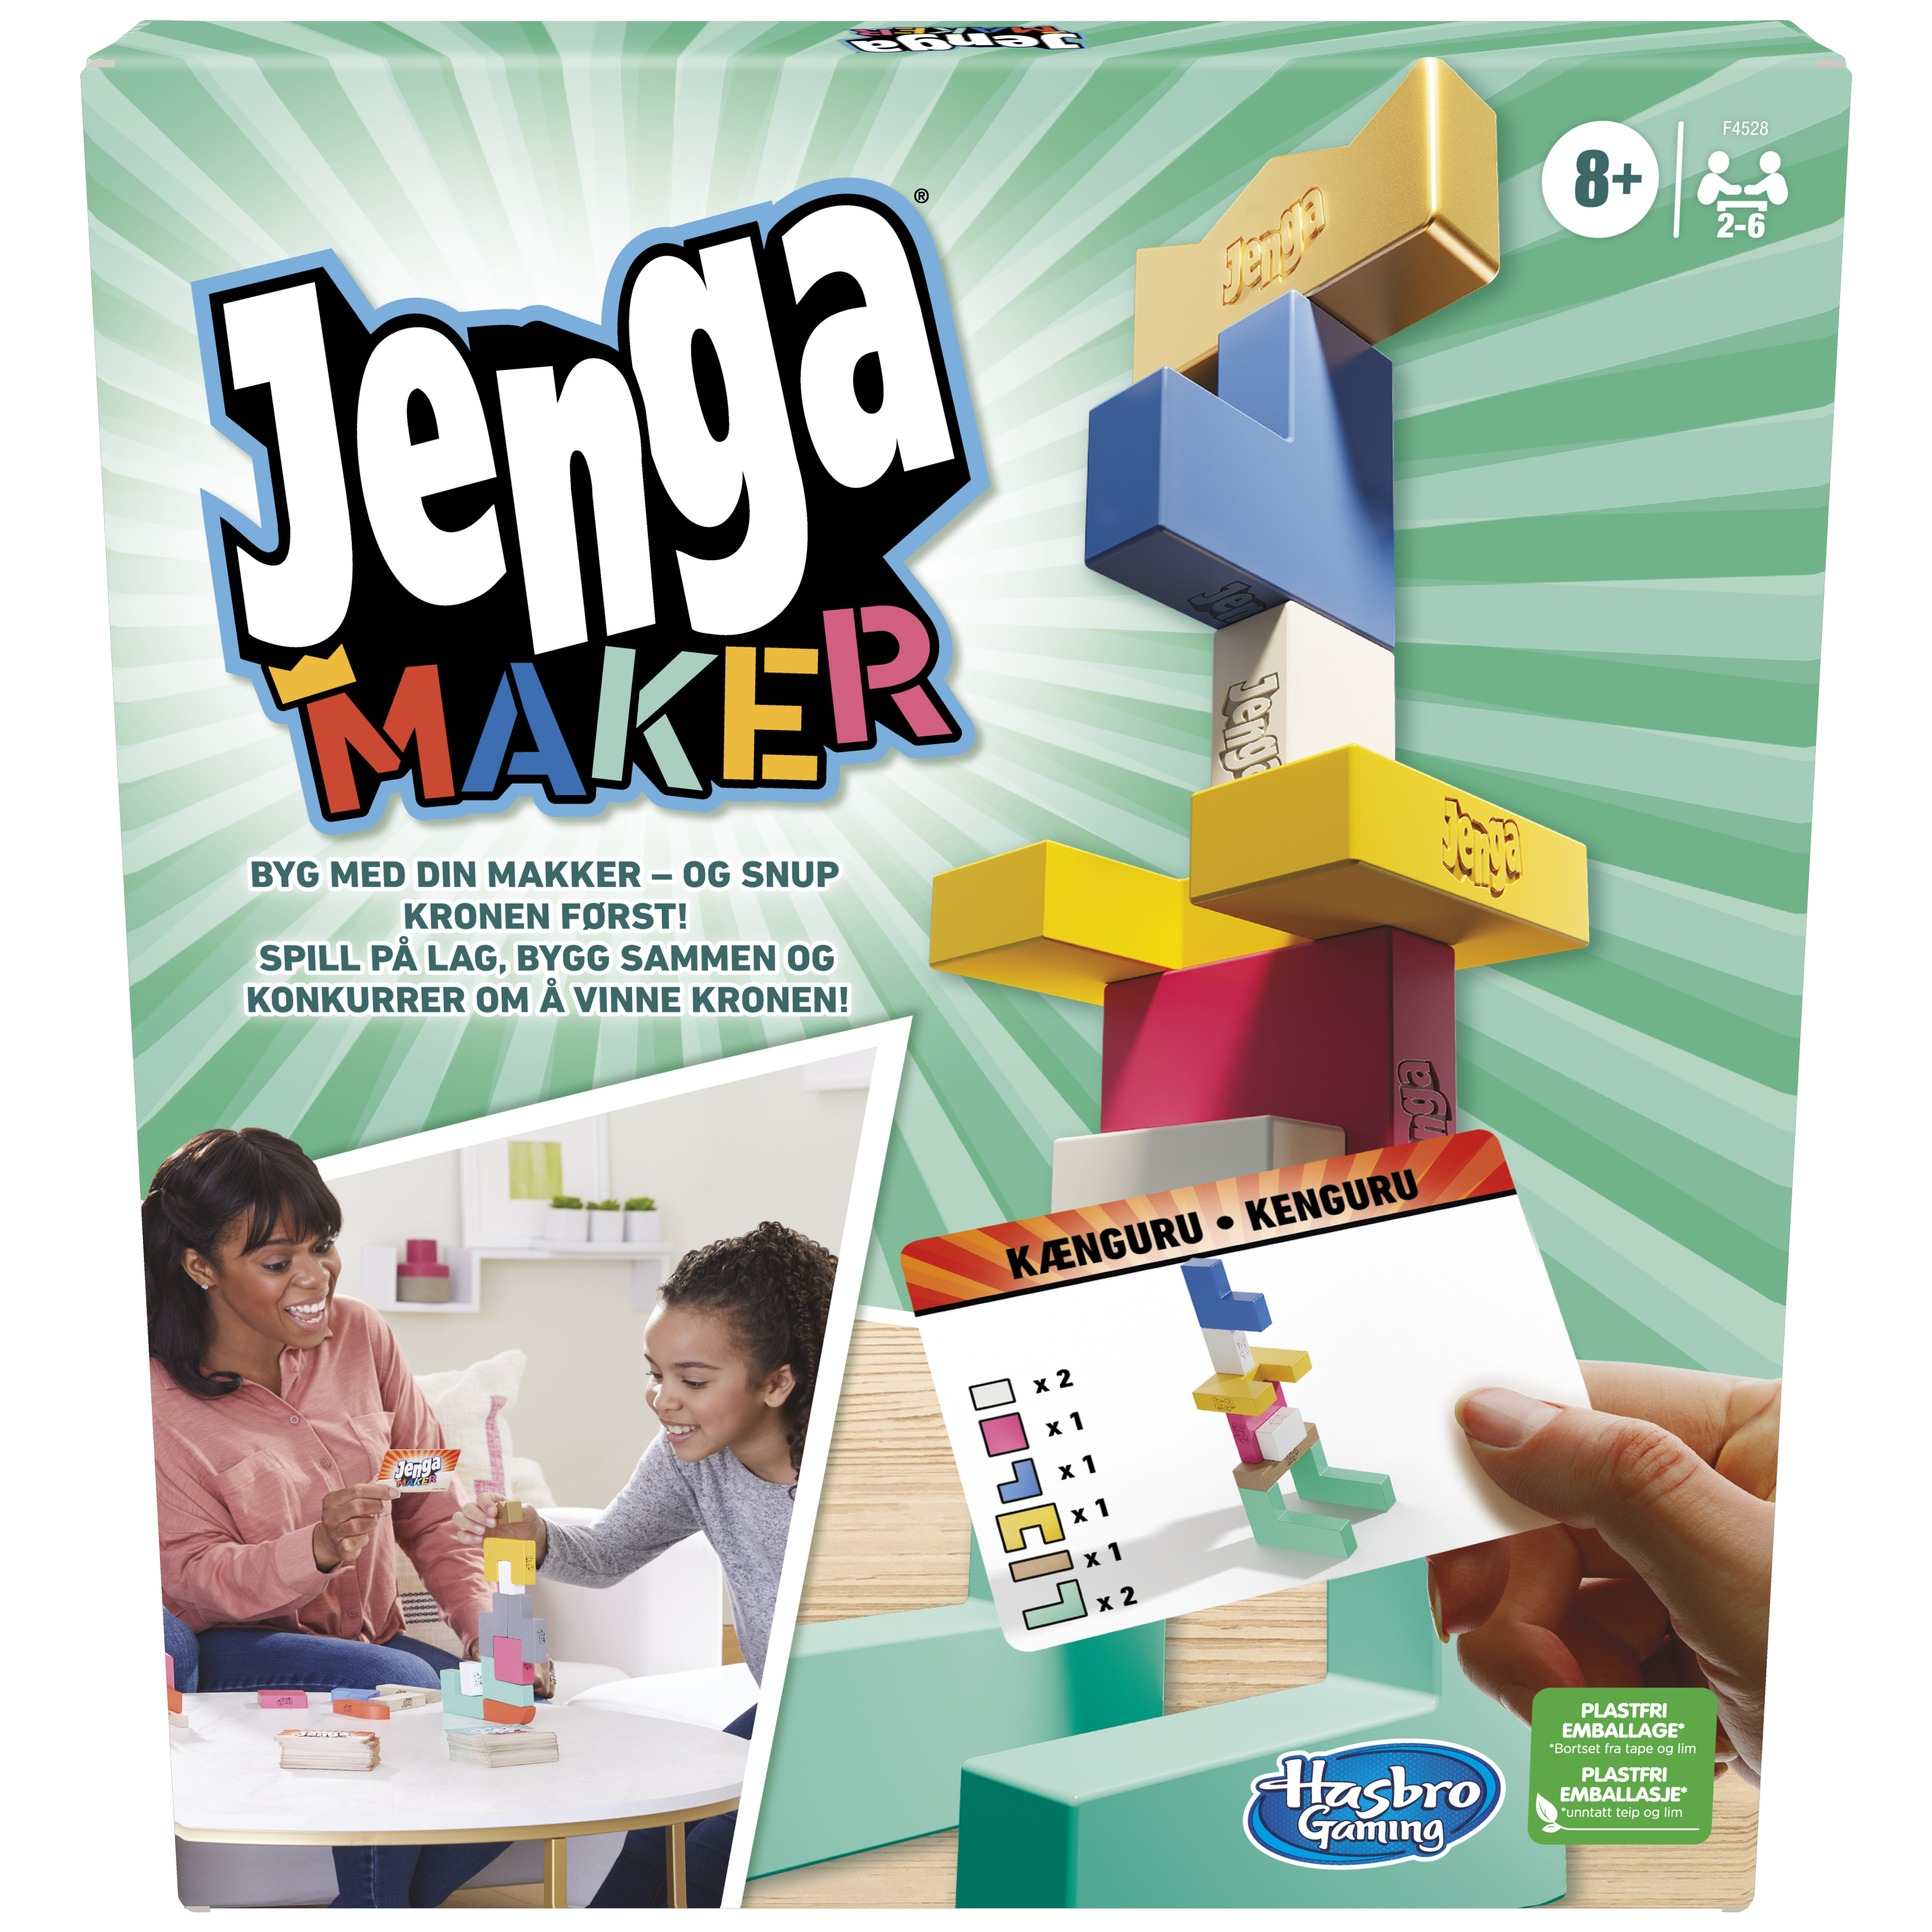 Jenga
MAKER
8+
F4528
2-6
Jenga®
MAKER
Jenga
Jenga
Jenga
BYG MED DIN MAKKER – OG SNUP
KRONEN FØRST!
SPILL PÅ LAG, BYGG SAMMEN OG
KONKURRER OM Å VINNE KRONEN!
KÆNGURU • KENGURU
x 2
x 1
x 1
x 1
x 1
x 2
Jenga
MAKER
Jenga
Hasbro
Gaming
PLASTFRI
EMBALLAGE*
*Bortset fra tape og lim
PLASTFRI
EMBALLASJE*
*unntatt teip og lim